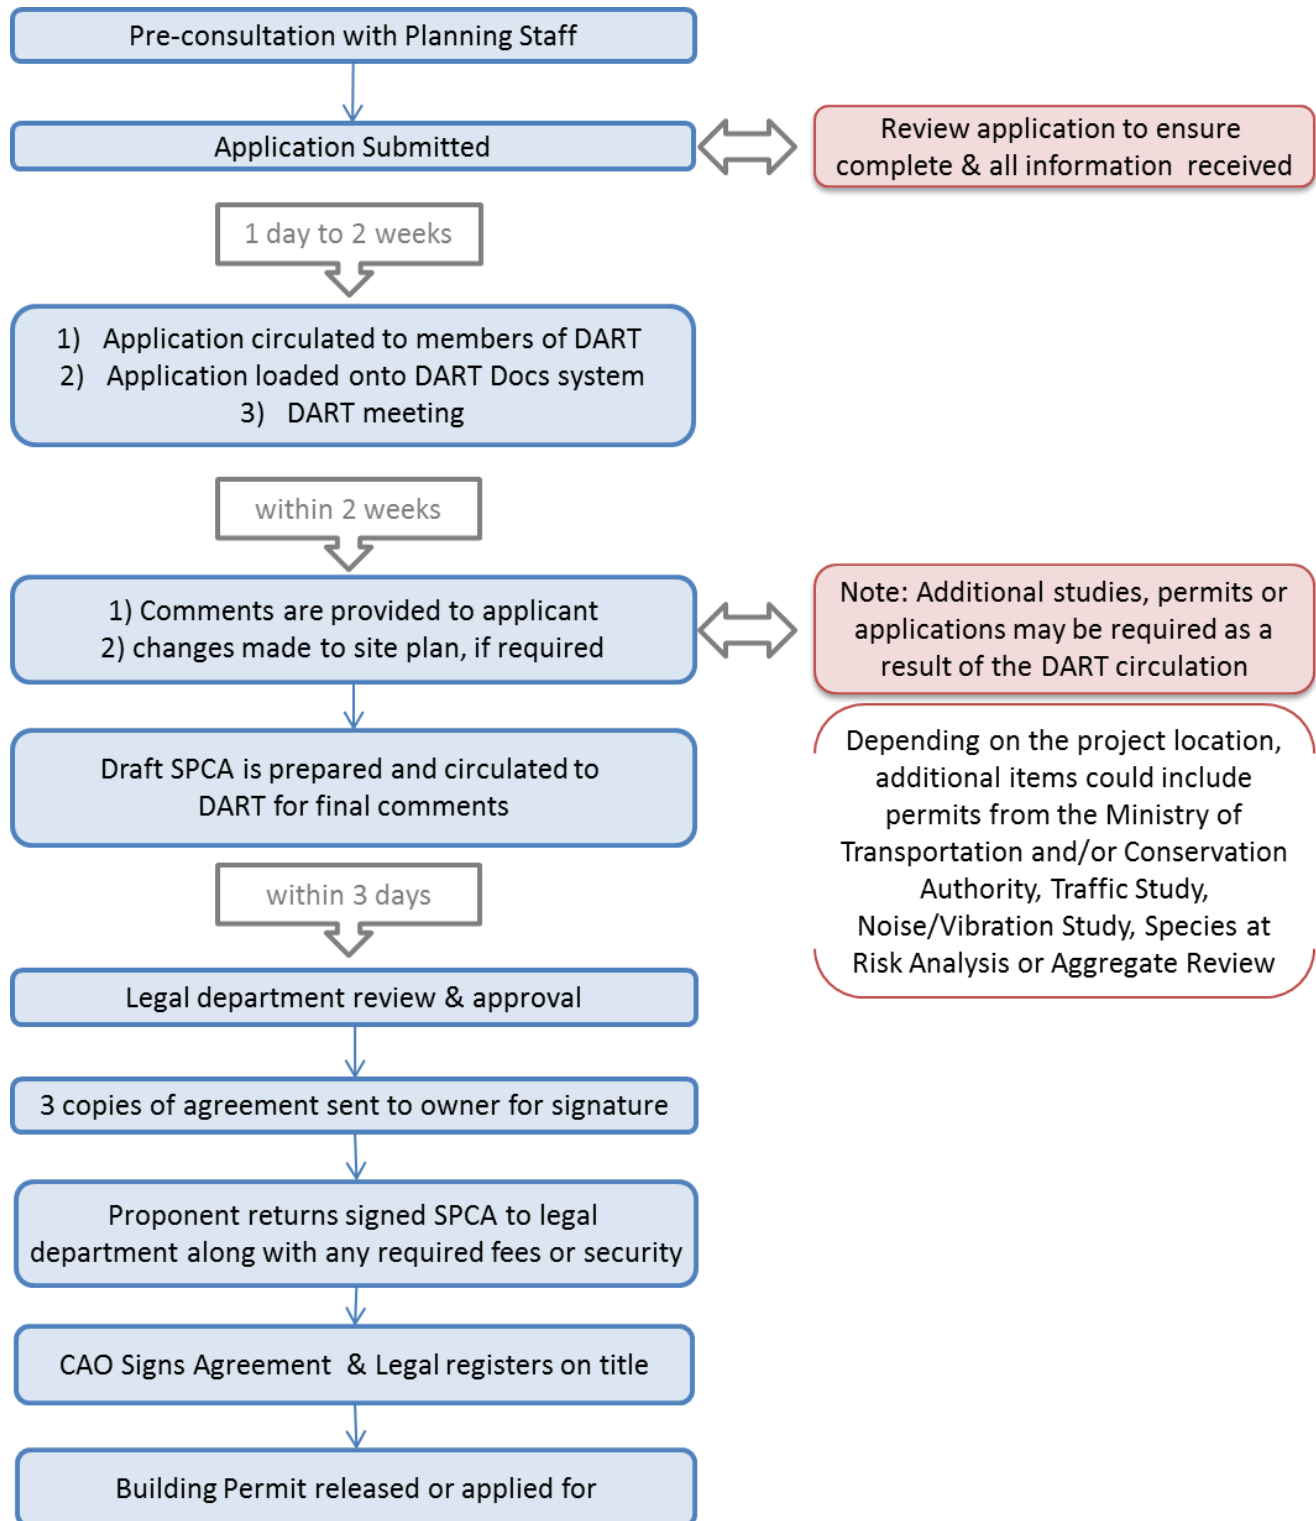 Pre-consultation with Planning Staff
Application Submitted
Review application to ensure
complete & all information received
1 day to 2 weeks
1) Application circulated to members of DART
2) Application loaded onto DART Docs system
3) DART meeting
within 2 weeks
1) Comments are provided to applicant
2) changes made to site plan, if required
Note: Additional studies, permits or
applications may be required as a
result of the DART circulation
Depending on the project location,
additional items could include
permits from the Ministry of
Transportation and/or Conservation
Authority, Traffic Study,
Noise/Vibration Study, Species at
Risk Analysis or Aggregate Review
Draft SPCA is prepared and circulated to
DART for final comments
within 3 days
Legal department review & approval
3 copies of agreement sent to owner for signature
Proponent returns signed SPCA to legal
department along with any required fees or security
CAO Signs Agreement & Legal registers on title
Building Permit released or applied for